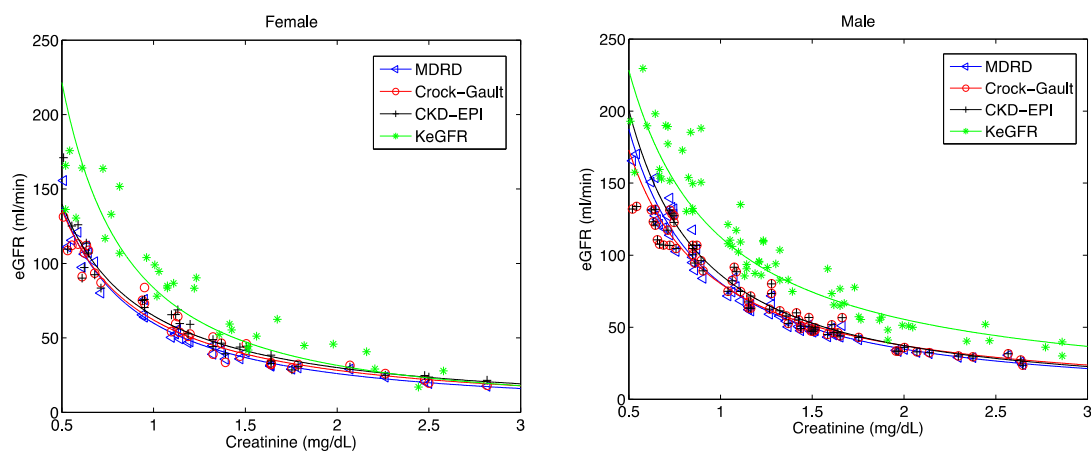 Female
250
200
150
100
50
0
eGFR (ml/min)
0.5 1 1.5 2 2.5 3
Creatinine (mg/dL)
MDRD
Crock-Gault
CKD-EPI
KeGFR
Male
250
200
150
100
50
0
eGFR (ml/min)
0.5 1 1.5 2 2.5 3
Creatinine (mg/dL)
MDRD
Crock-Gault
CKD-EPI
KeGFR